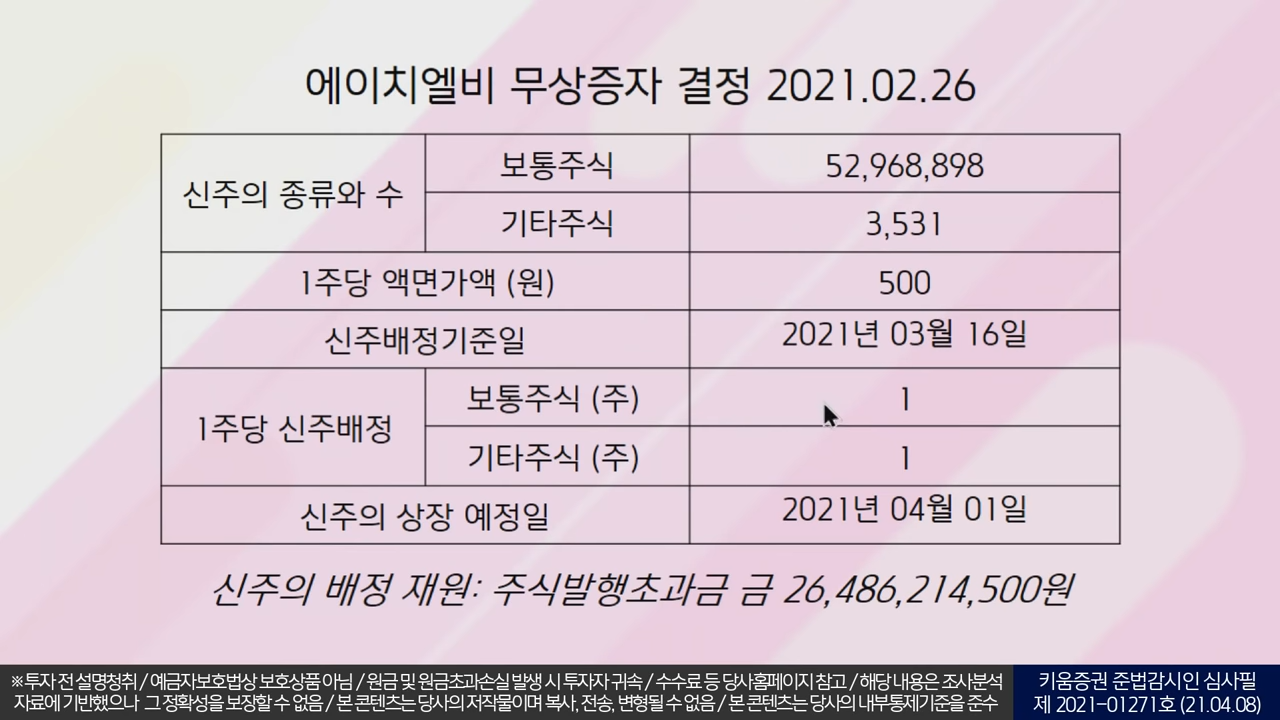 에이치엘비 무상증자 결정 2021.02.26
신주의 종류와 수
보통주식 52,968,898
기타주식 3,531
1주당 액면가액 (원) 500
신주배정기준일 2021년 03월 16일
1주당 신주배정
보통주식 (주) 1
기타주식 (주) 1
신주의 상장 예정일 2021년 04월 01일
신주의 배정 재원: 주식발행초과금 금 26,486,214,500원
※투자 전 설명청취 / 예금자보호법상 보호상품 아님 / 원금 및 원금초과손실 발생 시 투자자 귀속 / 수수료 등 당사홈페이지 참고 / 해당 내용은 조사분석
자료에 기반했으나 그 정확성을 보장할 수 없음 / 본 콘텐츠는 당사의 저작물이며 복사, 전송, 변형될 수 없음 / 본 콘텐츠는 당사의 내부통제기준을 준수
키움증권 준법감시인 심사필
제 2021-01271호 (21.04.08)